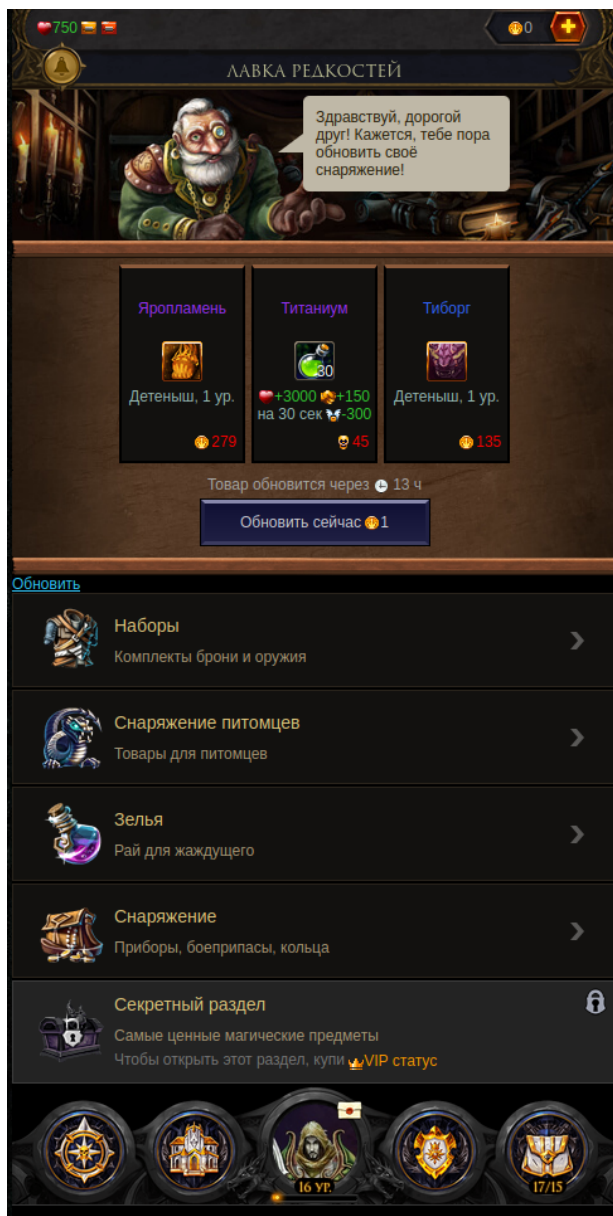 750
0
ЛАВКА РЕДКОСТЕЙ
Здравствуй, дорогой
друг! Кажется, тебе пора
обновить своё
снаряжение!
Яропламень
Детеныш, 1 ур.
279
Титаниум
30
+3000 +150
на 30 сек -300
45
Тиборг
Детеныш, 1 ур.
135
Товар обновится через 13 ч
Обновить сейчас 1
Обновить
Наборы
Комплекты брони и оружия
Снаряжение питомцев
Товары для питомцев
Зелья
Рай для жаждущего
Снаряжение
Приборы, боеприпасы, кольца
Секретный раздел
Самые ценные магические предметы
Чтобы открыть этот раздел, купи VIP статус
16 УР.
17/15